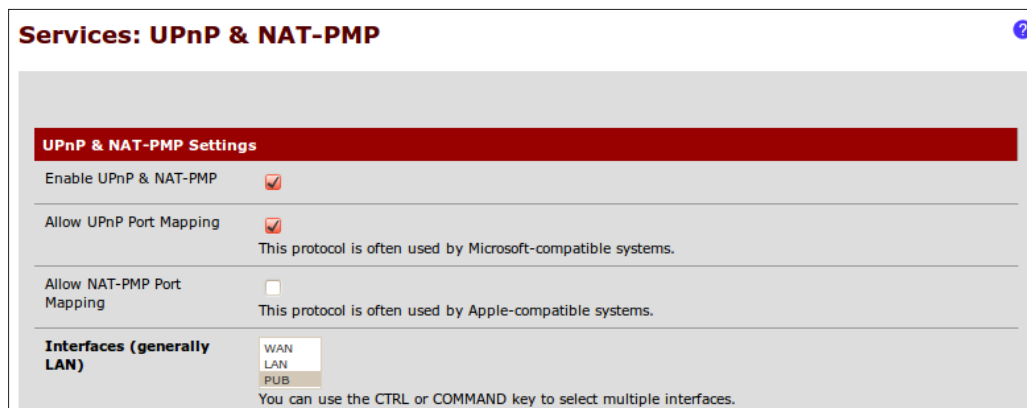 Services: UPnP & NAT-PMP
?
UPnP & NAT-PMP Settings
Enable UPnP & NAT-PMP
Allow UPnP Port Mapping
This protocol is often used by Microsoft-compatible systems.
Allow NAT-PMP Port
Mapping
This protocol is often used by Apple-compatible systems.
Interfaces (generally
LAN)
WAN
LAN
PUB
You can use the CTRL or COMMAND key to select multiple interfaces.